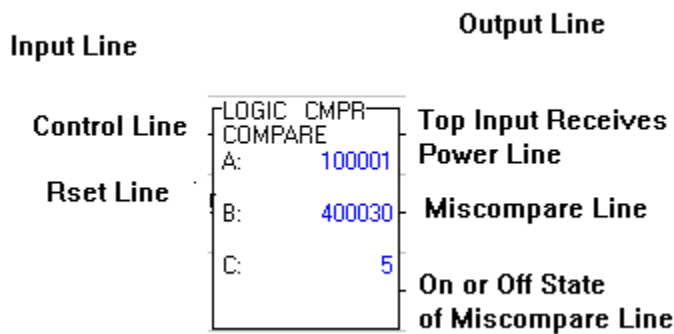 Output Line
Input Line
LOGIC CMPR
Control Line
COMPARE
Top Input Receives
Power Line
A: 100001
Rset Line
B: 400030
Miscompare Line
C: 5
On or Off State
of Miscompare Line